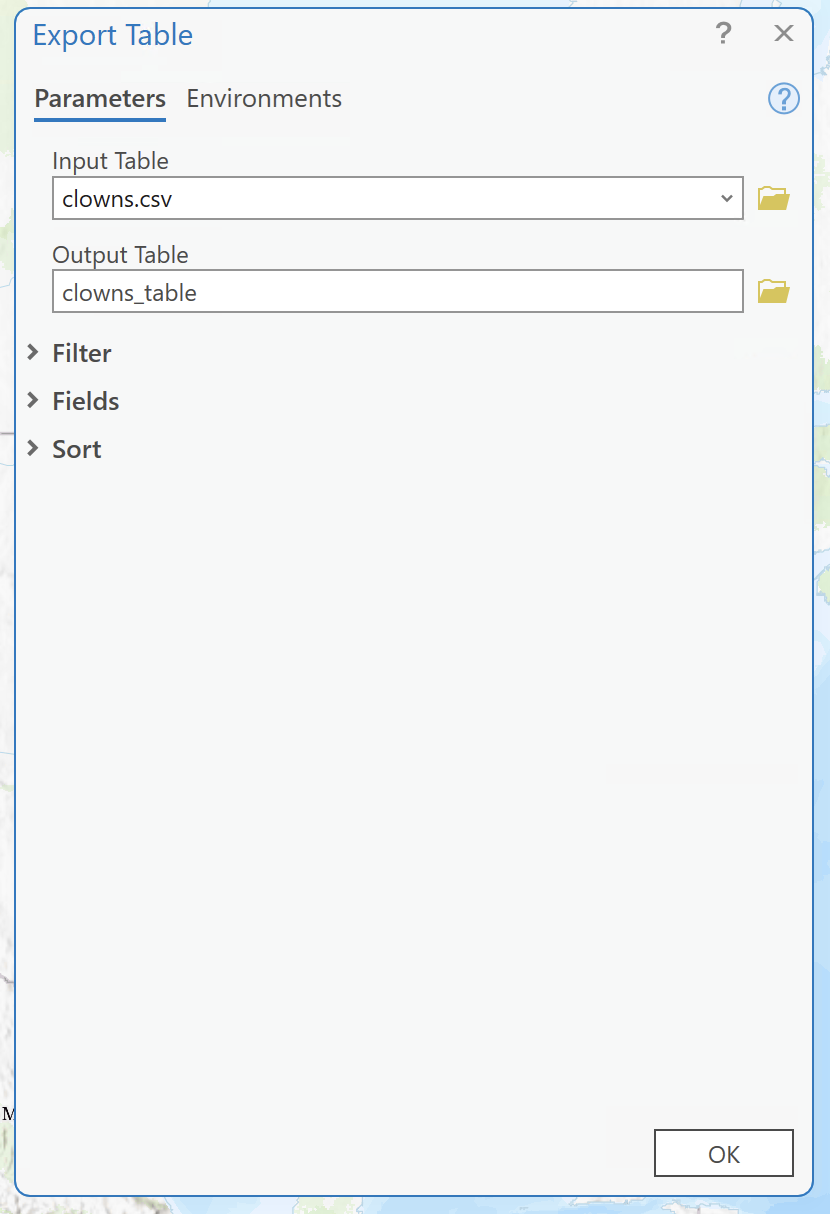 Export Table
? ×
Parameters Environments
?
Input Table
clowns.csv
Output Table
clowns_table
Filter
Fields
Sort
M
OK